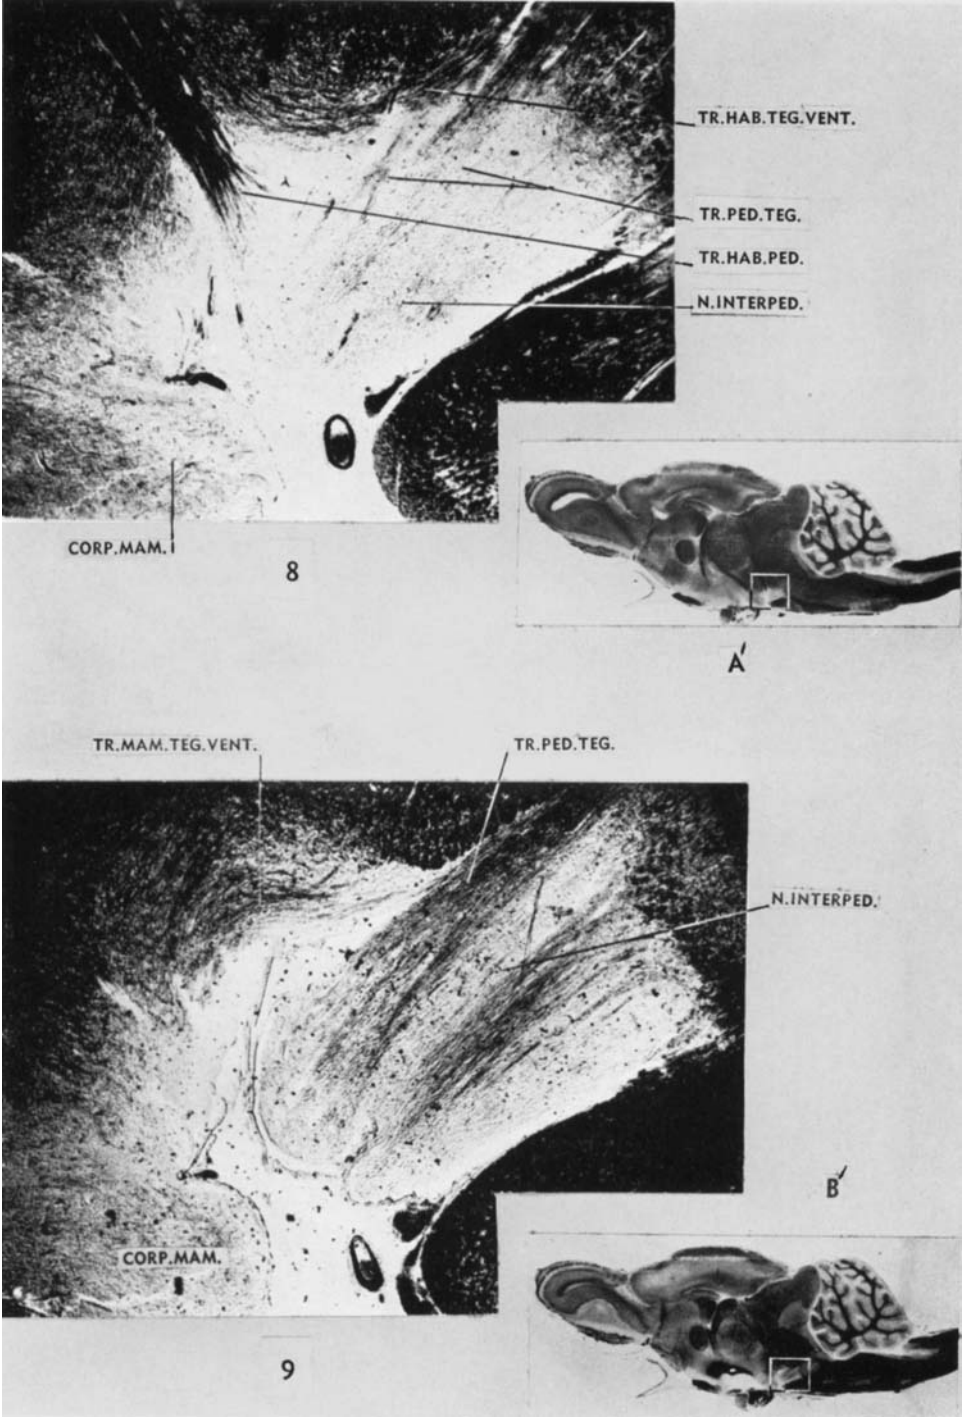 TR.HAB.TEG.VENT.
TR.PED.TEG.
TR.HAB.PED.
N.INTERPED.
CORP.MAM.
8
A'
TR.MAM.TEG.VENT.
TR.PED.TEG.
N.INTERPED.
B'
CORP.MAM.
9